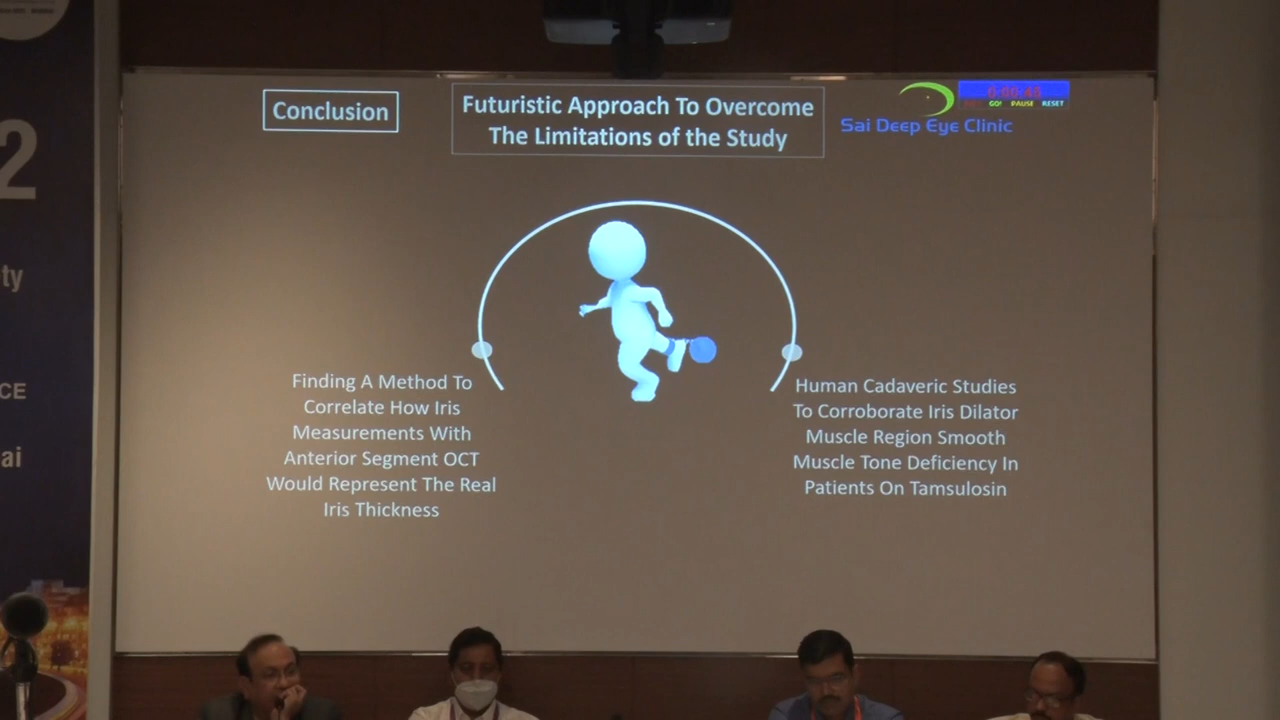 2
ty
CE
ai
Conclusion
Futuristic Approach To Overcome
The Limitations of the Study
GO! PAUSE RESET
Sai Deep Eye Clinic
Finding A Method To
Correlate How Iris
Measurements With
Anterior Segment OCT
Would Represent The Real
Iris Thickness
Human Cadaveric Studies
To Corroborate Iris Dilator
Muscle Region Smooth
Muscle Tone Deficiency In
Patients On Tamsulosin